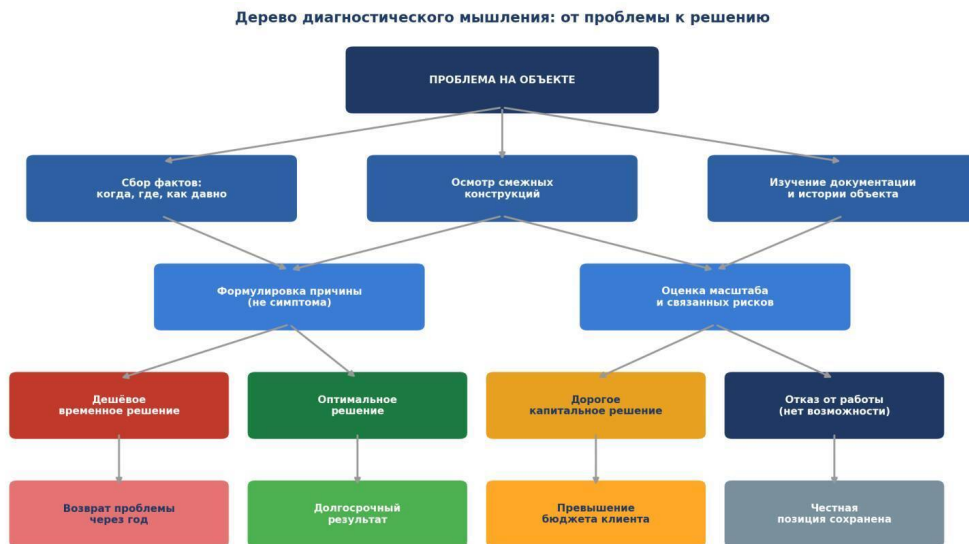 Дерево диагностического мышления: от проблемы к решению
ПРОБЛЕМА НА ОБЪЕКТЕ
Сбор фактов:
когда, где, как давно
Осмотр смежных
конструкций
Изучение документации
и истории объекта
Формулировка причины
(не симптома)
Оценка масштаба
и связанных рисков
Дешёвое
временное решение
Оптимальное
решение
Дорогое
капитальное решение
Отказ от работы
(нет возможности)
Возврат проблемы
через год
Долгосрочный
результат
Превышение
бюджета клиента
Честная
позиция сохранена